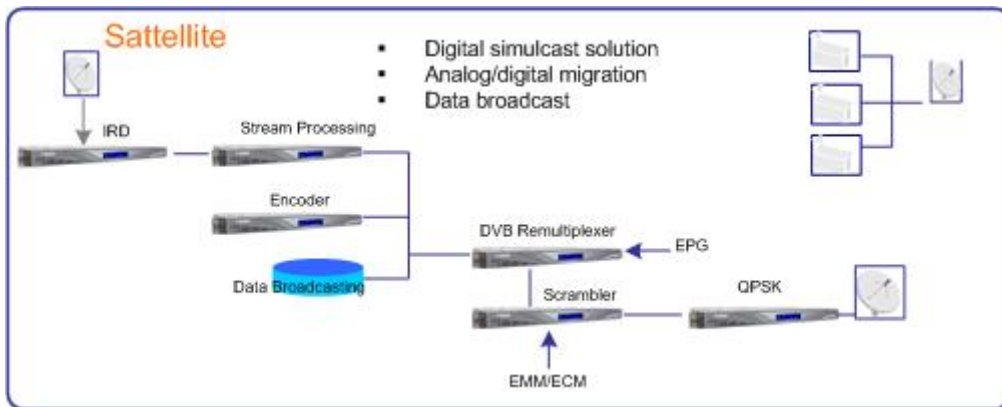 Sattellite
▪ Digital simulcast solution
▪ Analog/digital migration
▪ Data broadcast
IRD
Stream Processing
Encoder
Data Broadcasting
DVB Remultiplexer
EPG
Scrambler
QPSK
EMM/ECM